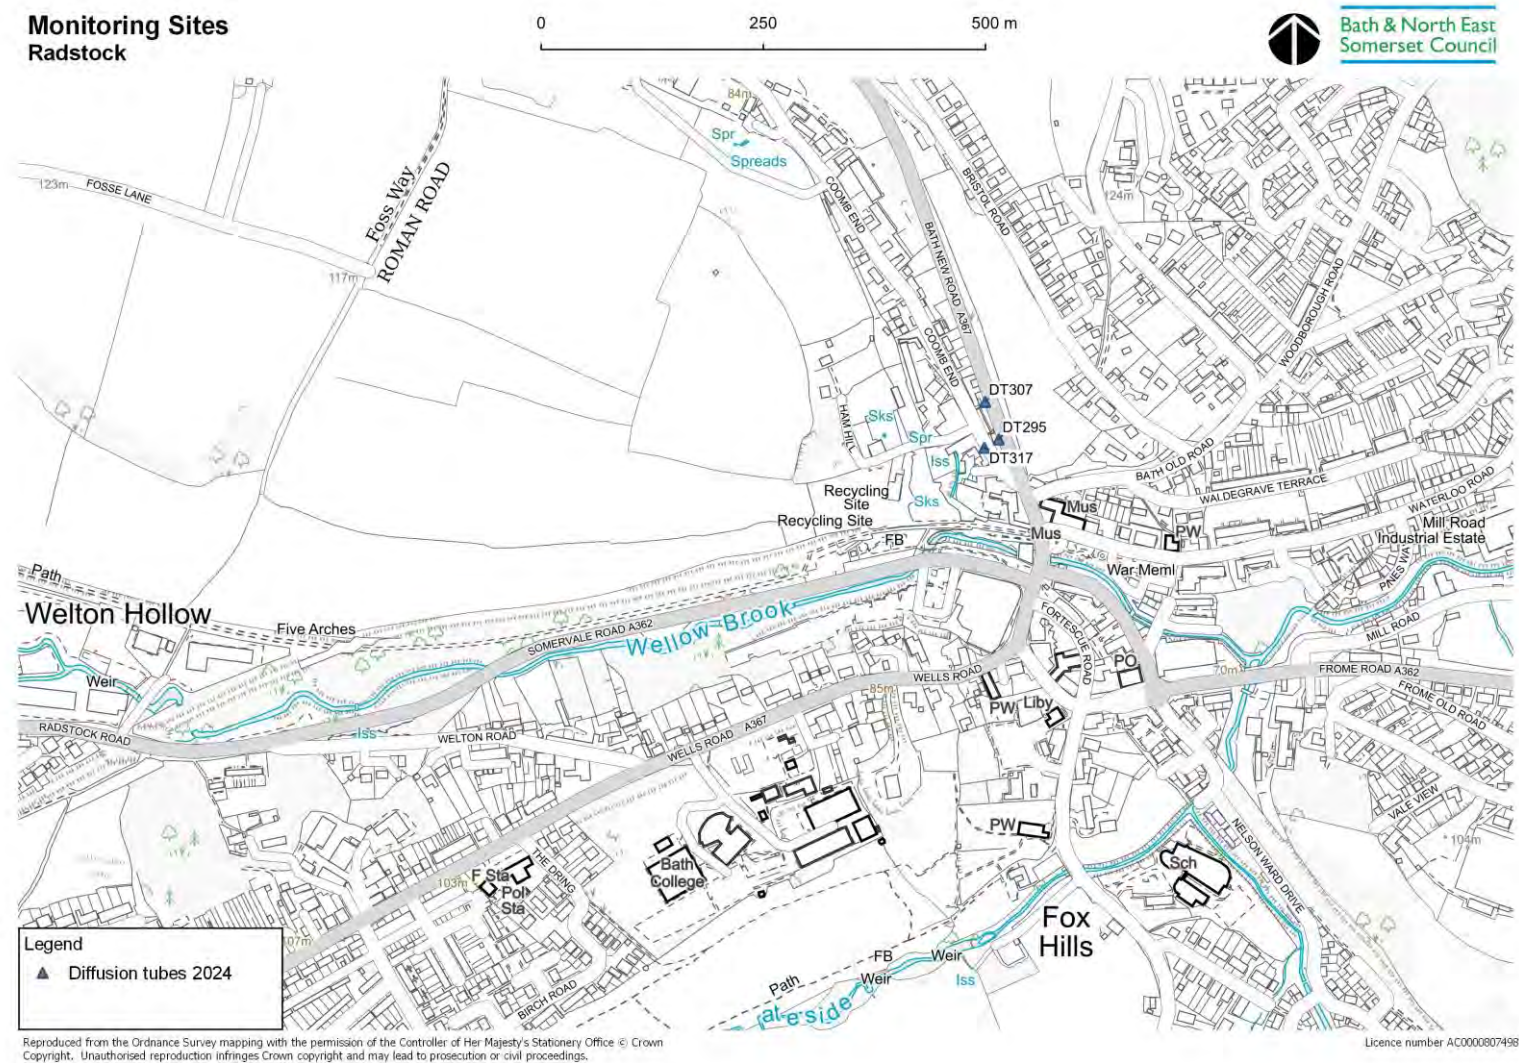 Monitoring Sites
Radstock
0 250 500 m
Bath & North East
Somerset Council
84m
Spr
Spreads
123m
FOSSE LANE
Foss Way
ROMAN ROAD
117m
COOMB END
BATH NEW ROAD A367
BRISTOL ROAD
124m
WOODBOROUGH ROAD
COOMB END
HAM HILL
DT307
DT295
DT317
Sks
Spr
Iss
Sks
BATH OLD ROAD
WALDEGRAVE TERRACE
WATERLOO ROAD
Recycling
Site
Recycling Site
Mus
Mus
PW
Mill Road
Industrial Estate
PINES WAY
FB
War Meml
Path
Welton Hollow
Five Arches
SOMERVALE ROAD A362
Wellow Brook
FORTESCUE ROAD
MILL ROAD
Weir
PO
70m
FROME ROAD A362
FROME OLD ROAD
WELLS ROAD
85m
PW
Liby
RADSTOCK ROAD
Iss
WELTON ROAD
WELLS ROAD A367
VALE VIEW
104m
PW
NELSON WARD DRIVE
Sch
Bath
College
THE DRING
F Sta
103m
Pol
Sta
107m
Fox
Hills
FB
Weir
Weir
Iss
Path
BIRCH ROAD
ateside
Legend
Diffusion tubes 2024
Reproduced from the Ordnance Survey mapping with the permission of the Controller of Her Majesty's Stationery Office © Crown
Copyright. Unauthorised reproduction infringes Crown copyright and may lead to prosecution or civil proceedings.
Licence number AC0000807498